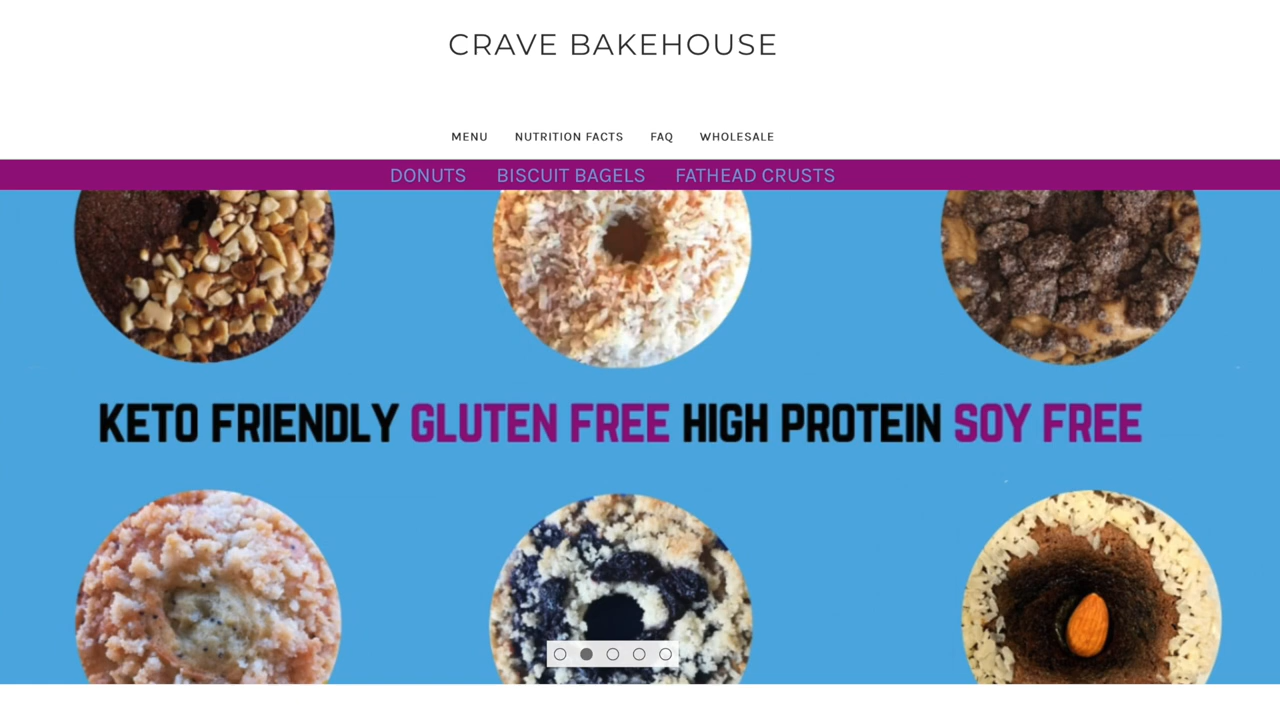 CRAVE BAKEHOUSE
MENU NUTRITION FACTS FAQ WHOLESALE
DONUTS BISCUIT BAGELS FATHEAD CRUSTS
KETO FRIENDLY GLUTEN FREE HIGH PROTEIN SOY FREE